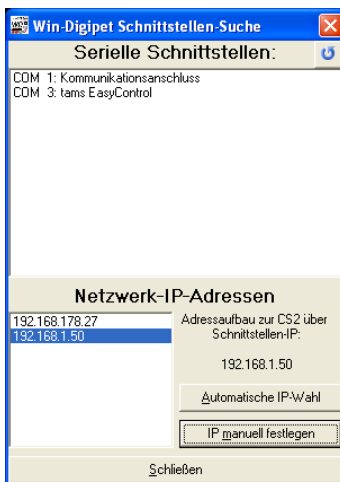 Win-Digipet Schnittstellen-Suche
Serielle Schnittstellen:
COM 1: Kommunikationsanschluss
COM 3: tams EasyControl
Netzwerk-IP-Adressen
192.168.178.27
192.168.1.50
Adressaufbau zur CS2 über
Schnittstellen-IP:
192.168.1.50
Automatische IP-Wahl
IP manuell festlegen
Schließen